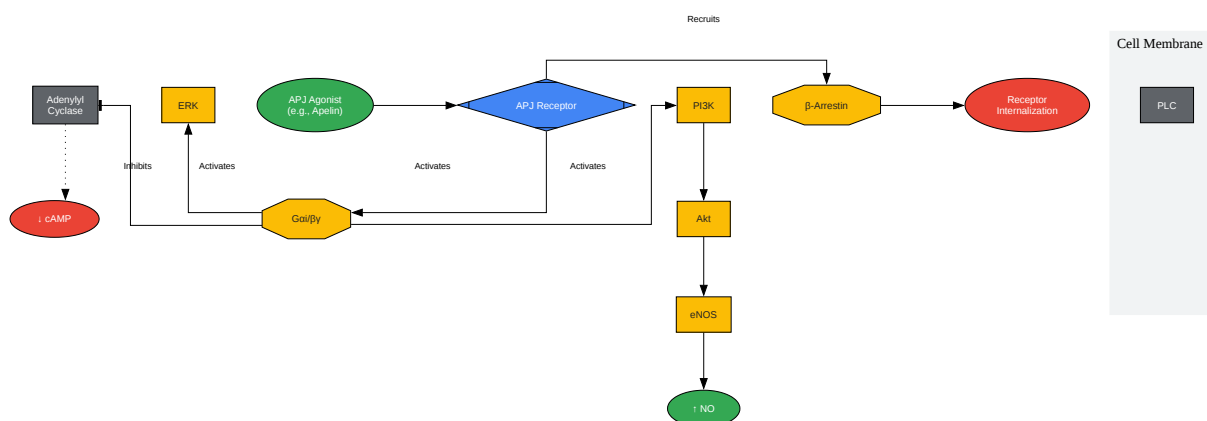 Recruits
Cell Membrane
Adenylyl
Cyclase
ERK
APJ Agonist
(e.g., Apelin)
APJ Receptor
PI3K
β-Arrestin
Receptor
Internalization
PLC
Inhibits
Activates
Activates
Activates
↓ cAMP
Gαi/βγ
Akt
eNOS
↑ NO